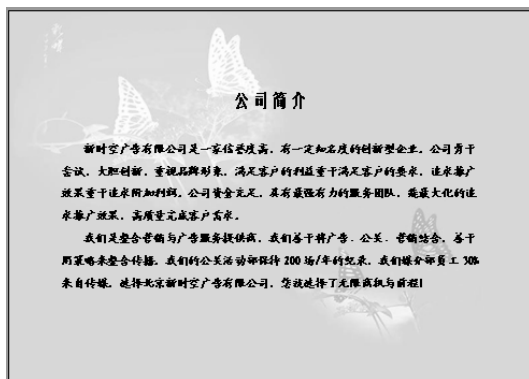 公司简介
新时空广告有限公司是一家信誉度高，有一定知名度的创新型企业。公司勇于
尝试，大胆创新，重视品牌形象，满足客户的利益重于满足客户的要求，追求推广
效果重于追求附加利润。公司资金充足，具有最强有力的服务团队，能最大化的追
求推广效果，高质量完成客户需求。
我们是整合营销与广告服务提供商，我们善于将广告、公关、营销结合，善于
用策略来整合传播。我们的公关活动部保持 200 场/年的纪录，我们媒介部员工 30%
来自传媒。选择北京新时空广告有限公司，您就选择了无限商机与前程！